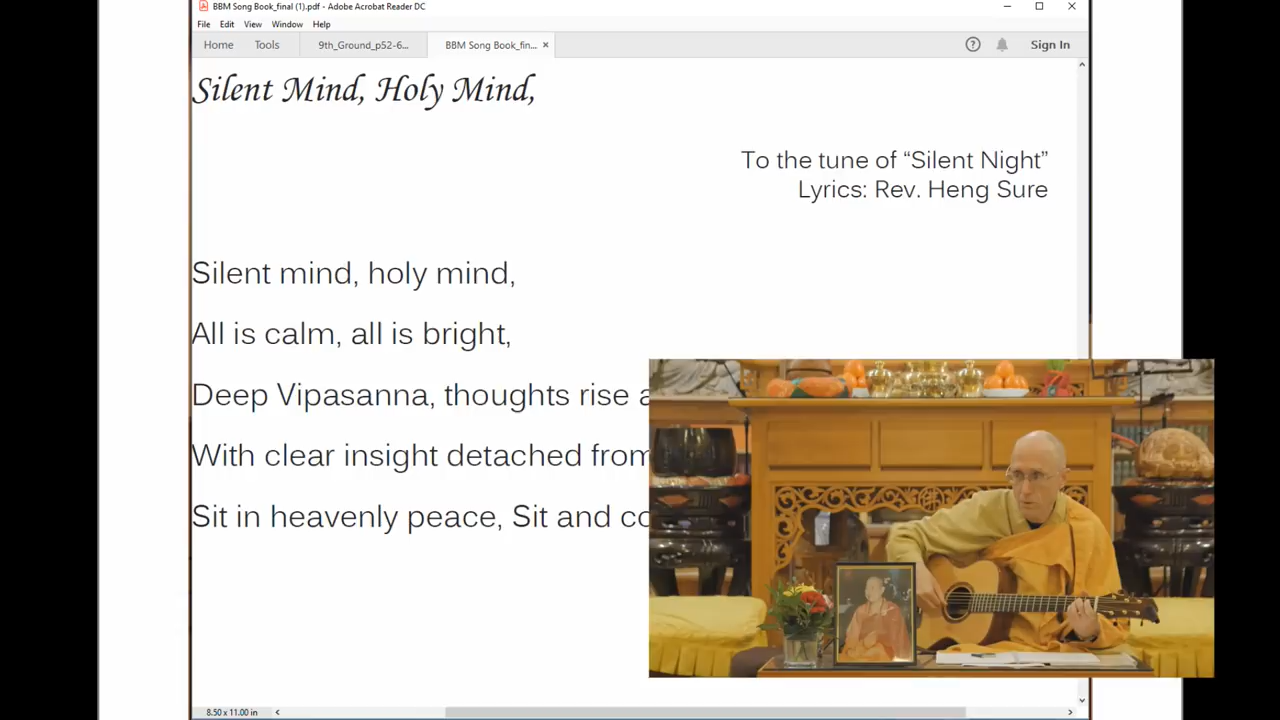 BBM Song Book_final (1).pdf - Adobe Acrobat Reader DC
File Edit View Window Help
Home Tools 9th_Ground_p52-6... BBM Song Book_fin... × Sign In
Silent Mind, Holy Mind,
To the tune of “Silent Night”
Lyrics: Rev. Heng Sure
Silent mind, holy mind,
All is calm, all is bright,
Deep Vipasanna, thoughts rise
With clear insight detached from
Sit in heavenly peace, Sit and
8.50 x 11.00 in